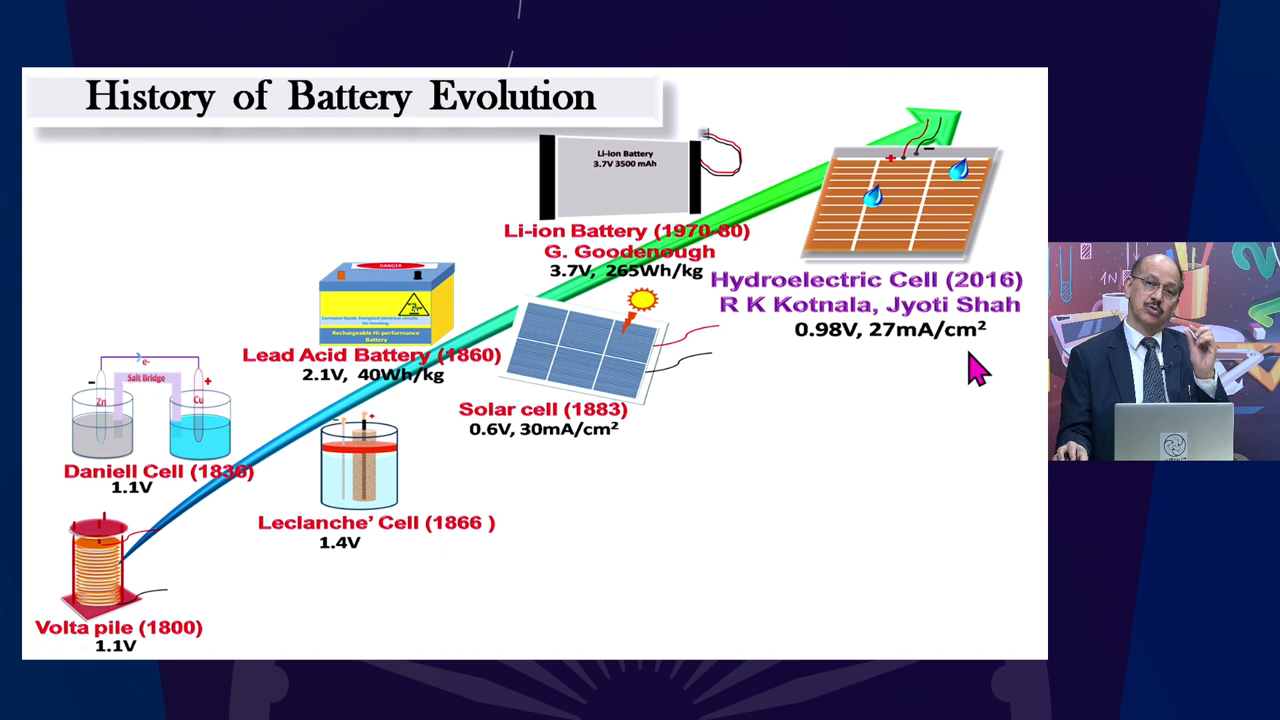 History of Battery Evolution
Li-ion Battery
3.7V 3500 mAh
Li-ion Battery (1970-80)
G. Goodenough
3.7V, 265Wh/kg
+
−
Hydroelectric Cell (2016)
R K Kotnala, Jyoti Shah
0.98V, 27mA/cm²
DANGER
Rechargeable Hi-performance
Battery
Lead Acid Battery (1860)
2.1V, 40Wh/kg
Solar cell (1883)
0.6V, 30mA/cm²
e-
−
Salt Bridge
+
Zn
Cu
Daniell Cell (1836)
1.1V
−
+
Leclanche’ Cell (1866 )
1.4V
Volta pile (1800)
1.1V
1N
2